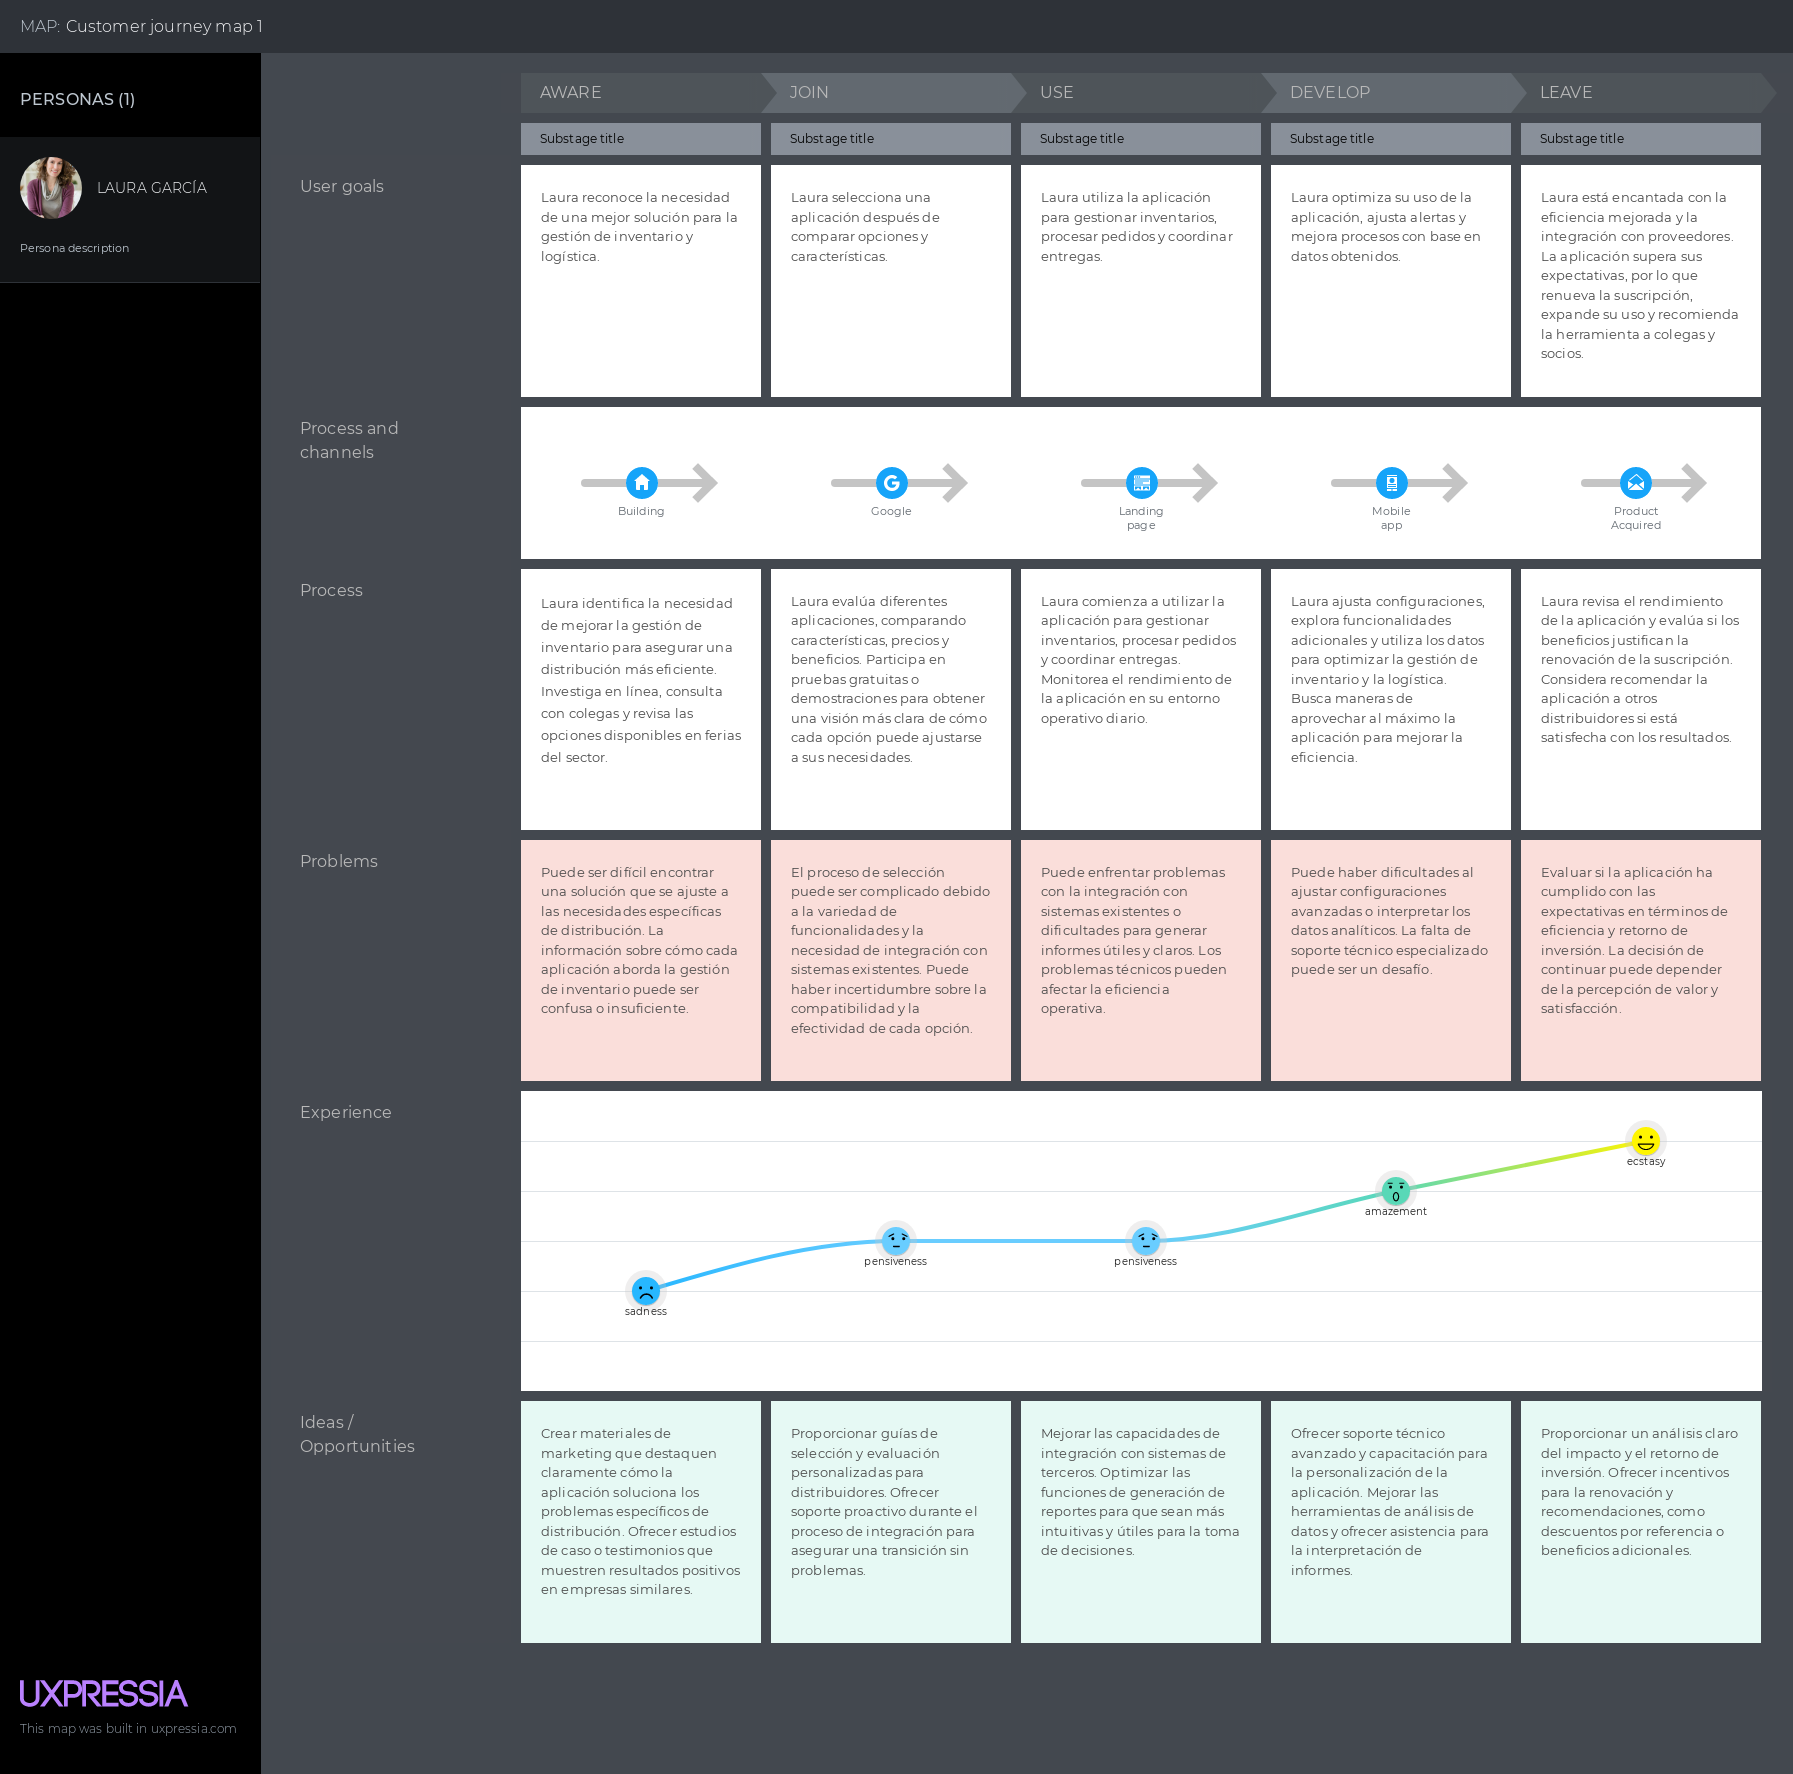 MAP: Customer journey map 1
PERSONAS (1)
LAURA GARCÍA
Persona description
AWARE
JOIN
USE
DEVELOP
LEAVE
Substage title
Substage title
Substage title
Substage title
Substage title
User goals
Laura reconoce la necesidad
de una mejor solución para la
gestión de inventario y
logística.
Laura selecciona una
aplicación después de
comparar opciones y
características.
Laura utiliza la aplicación
para gestionar inventarios,
procesar pedidos y coordinar
entregas.
Laura optimiza su uso de la
aplicación, ajusta alertas y
mejora procesos con base en
datos obtenidos.
Laura está encantada con la
eficiencia mejorada y la
integración con proveedores.
La aplicación supera sus
expectativas, por lo que
renueva la suscripción,
expande su uso y recomienda
la herramienta a colegas y
socios.
Process and
channels
Building
Google
Landing
page
Mobile
app
Product
Acquired
Process
Laura identifica la necesidad
de mejorar la gestión de
inventario para asegurar una
distribución más eficiente.
Investiga en línea, consulta
con colegas y revisa las
opciones disponibles en ferias
del sector.
Laura evalúa diferentes
aplicaciones, comparando
características, precios y
beneficios. Participa en
pruebas gratuitas o
demostraciones para obtener
una visión más clara de cómo
cada opción puede ajustarse
a sus necesidades.
Laura comienza a utilizar la
aplicación para gestionar
inventarios, procesar pedidos
y coordinar entregas.
Monitorea el rendimiento de
la aplicación en su entorno
operativo diario.
Laura ajusta configuraciones,
explora funcionalidades
adicionales y utiliza los datos
para optimizar la gestión de
inventario y la logística.
Busca maneras de
aprovechar al máximo la
aplicación para mejorar la
eficiencia.
Laura revisa el rendimiento
de la aplicación y evalúa si los
beneficios justifican la
renovación de la suscripción.
Considera recomendar la
aplicación a otros
distribuidores si está
satisfecha con los resultados.
Problems
Puede ser difícil encontrar
una solución que se ajuste a
las necesidades específicas
de distribución. La
información sobre cómo cada
aplicación aborda la gestión
de inventario puede ser
confusa o insuficiente.
El proceso de selección
puede ser complicado debido
a la variedad de
funcionalidades y la
necesidad de integración con
sistemas existentes. Puede
haber incertidumbre sobre la
compatibilidad y la
efectividad de cada opción.
Puede enfrentar problemas
con la integración con
sistemas existentes o
dificultades para generar
informes útiles y claros. Los
problemas técnicos pueden
afectar la eficiencia
operativa.
Puede haber dificultades al
ajustar configuraciones
avanzadas o interpretar los
datos analíticos. La falta de
soporte técnico especializado
puede ser un desafío.
Evaluar si la aplicación ha
cumplido con las
expectativas en términos de
eficiencia y retorno de
inversión. La decisión de
continuar puede depender
de la percepción de valor y
satisfacción.
Experience
sadness
pensiveness
pensiveness
amazement
ecstasy
Ideas /
Opportunities
Crear materiales de
marketing que destaquen
claramente cómo la
aplicación soluciona los
problemas específicos de
distribución. Ofrecer estudios
de caso o testimonios que
muestren resultados positivos
en empresas similares.
Proporcionar guías de
selección y evaluación
personalizadas para
distribuidores. Ofrecer
soporte proactivo durante el
proceso de integración para
asegurar una transición sin
problemas.
Mejorar las capacidades de
integración con sistemas de
terceros. Optimizar las
funciones de generación de
reportes para que sean más
intuitivas y útiles para la toma
de decisiones.
Ofrecer soporte técnico
avanzado y capacitación para
la personalización de la
aplicación. Mejorar las
herramientas de análisis de
datos y ofrecer asistencia para
la interpretación de
informes.
Proporcionar un análisis claro
del impacto y el retorno de
inversión. Ofrecer incentivos
para la renovación y
recomendaciones, como
descuentos por referencia o
beneficios adicionales.
UXPRESSIA
This map was built in uxpressia.com